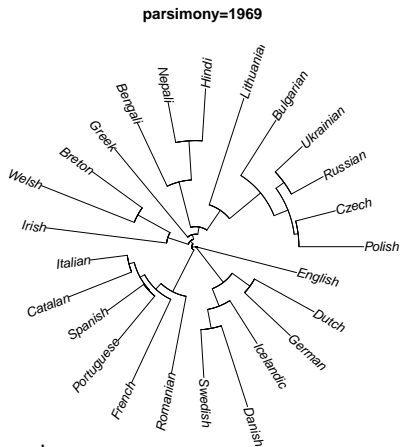 parsimony=1969
Lithuanian
Hindi
Nepali
Bulgarian
Bengali
Ukrainian
Greek
Russian
Breton
Welsh
Czech
Irish
Polish
Italian
English
Catalan
Dutch
Spanish
German
Portuguese
Icelandic
French
Romanian
Swedish
Danish